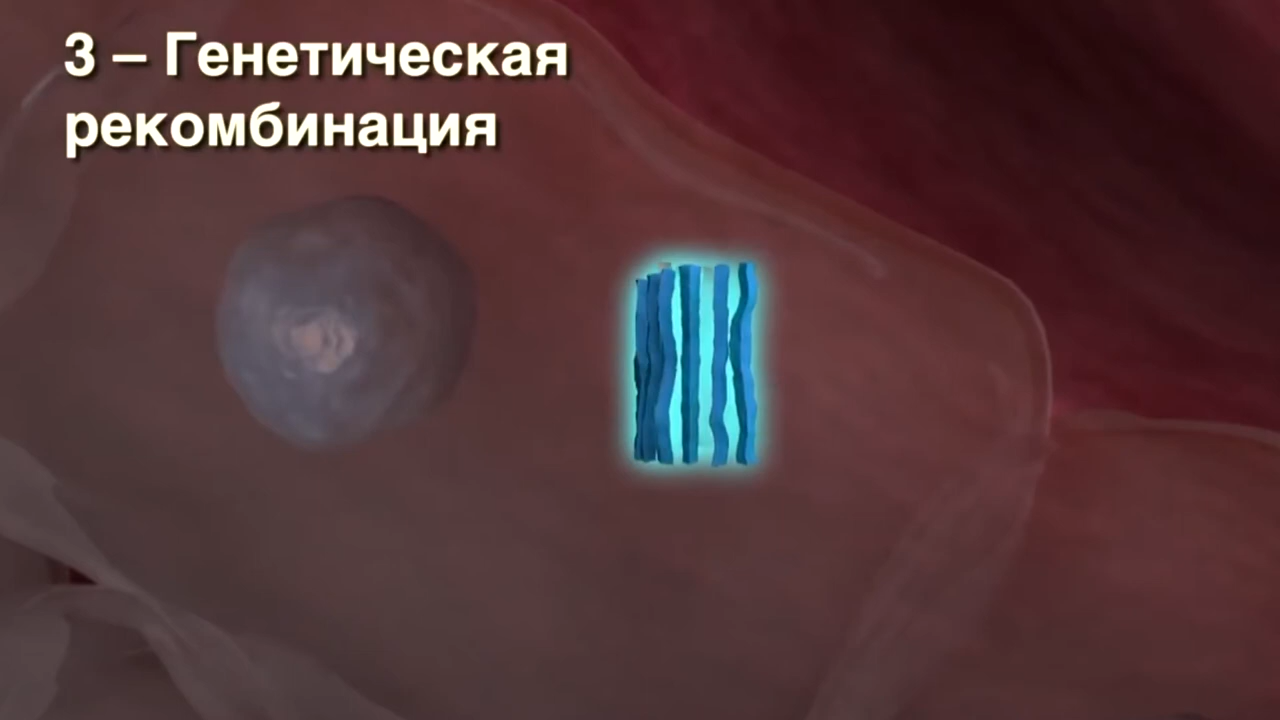 3 – Генетическая
рекомбинация